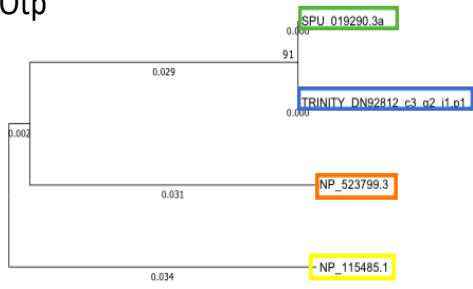 Otp
SPU_019290.3a
0.000
91
0.029
TRINITY_DN92812_c3_g2_i1.p1
0.000
0.002
NP_523799.3
0.031
NP_115485.1
0.034